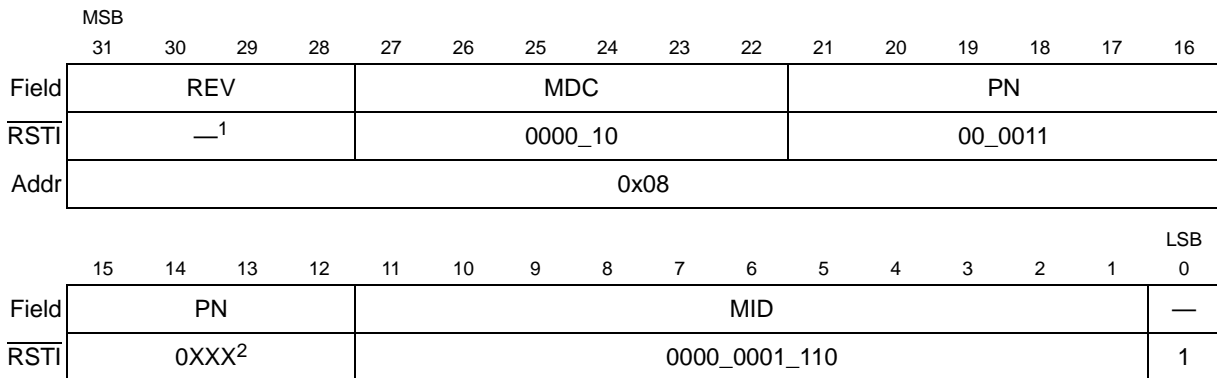 MSB
31 30 29 28 27 26 25 24 23 22 21 20 19 18 17 16
Field REV MDC PN
RSTI —1 0000_10 00_0011
Addr 0x08
LSB
15 14 13 12 11 10 9 8 7 6 5 4 3 2 1 0
Field PN MID —
RSTI 0XXX2 0000_0001_110 1